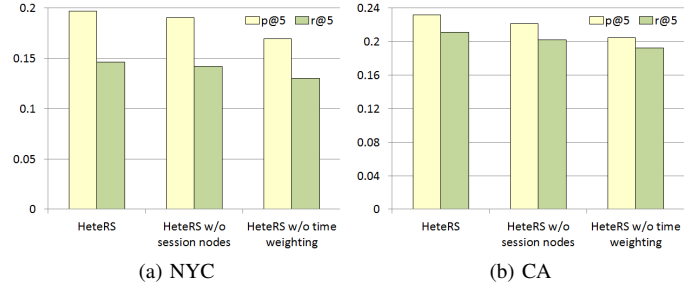 0.2
0.15
0.1
0.05
0
p@5 r@5
HeteRS
HeteRS w/o
session nodes
HeteRS w/o time
weighting
(a) NYC
0.24
0.2
0.16
0.12
0.08
0.04
0
p@5 r@5
HeteRS
HeteRS w/o
session nodes
HeteRS w/o time
weighting
(b) CA